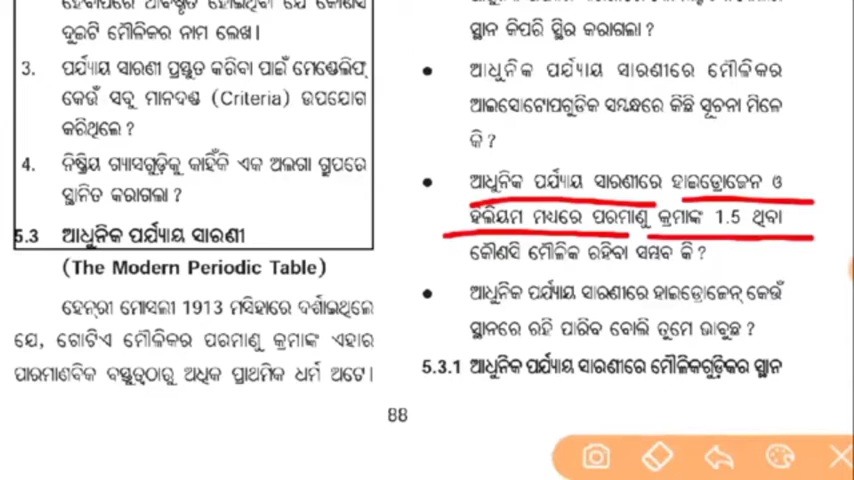 ଦୁଇଟି ମୌଳିକର ନାମ ଲେଖ।
3. ପର୍ଯ୍ୟାୟ ସାରଣୀ ପ୍ରସ୍ତୁତ କରିବା ପାଇଁ ମେଣ୍ଡେଲିଫ୍
କେଉଁ ସବୁ ମାନଦଣ୍ଡ (Criteria) ଉପଯୋଗ
କରିଥିଲେ ?
4. ନିଷ୍କ୍ରିୟ ଗ୍ୟାସଗୁଡ଼ିକୁ କାହିଁକି ଏକ ଅଲଗା ଗ୍ରୁପରେ
ସ୍ଥାନିତ କରାଗଲା ?
5.3 ଆଧୁନିକ ପର୍ଯ୍ୟାୟ ସାରଣୀ
(The Modern Periodic Table)
ହେନ୍‌ରୀ ମୋସଲୀ 1913 ମସିହାରେ ଦର୍ଶାଇଥିଲେ
ଯେ, ଗୋଟିଏ ମୌଳିକର ପରମାଣୁ କ୍ରମାଙ୍କ ଏହାର
ପାରମାଣବିକ ବସ୍ତୁତ୍ୱଠାରୁ ଅଧିକ ପ୍ରାଥମିକ ଧର୍ମ ଅଟେ।
ସ୍ଥାନ କିପରି ସ୍ଥିର କରାଗଲା ?
• ଆଧୁନିକ ପର୍ଯ୍ୟାୟ ସାରଣୀରେ ମୌଳିକର
ଆଇସୋଟୋପଗୁଡିକ ସମ୍ବନ୍ଧରେ କିଛି ସୂଚନା ମିଳେ
କି ?
• ଆଧୁନିକ ପର୍ଯ୍ୟାୟ ସାରଣୀରେ ହାଇଡ୍ରୋଜେନ ଓ
ହିଲିୟମ ମଧ୍ୟରେ ପରମାଣୁ କ୍ରମାଙ୍କ 1.5 ଥିବା
କୌଣସି ମୌଳିକ ରହିବା ସମ୍ଭବ କି ?
• ଆଧୁନିକ ପର୍ଯ୍ୟାୟ ସାରଣୀରେ ହାଇଡ୍ରୋଜେନ୍ କେଉଁ
ସ୍ଥାନରେ ରହି ପାରିବ ବୋଲି ତୁମେ ଭାବୁଛ ?
5.3.1 ଆଧୁନିକ ପର୍ଯ୍ୟାୟ ସାରଣୀରେ ମୌଳିକଗୁଡ଼ିକର ସ୍ଥାନ
88